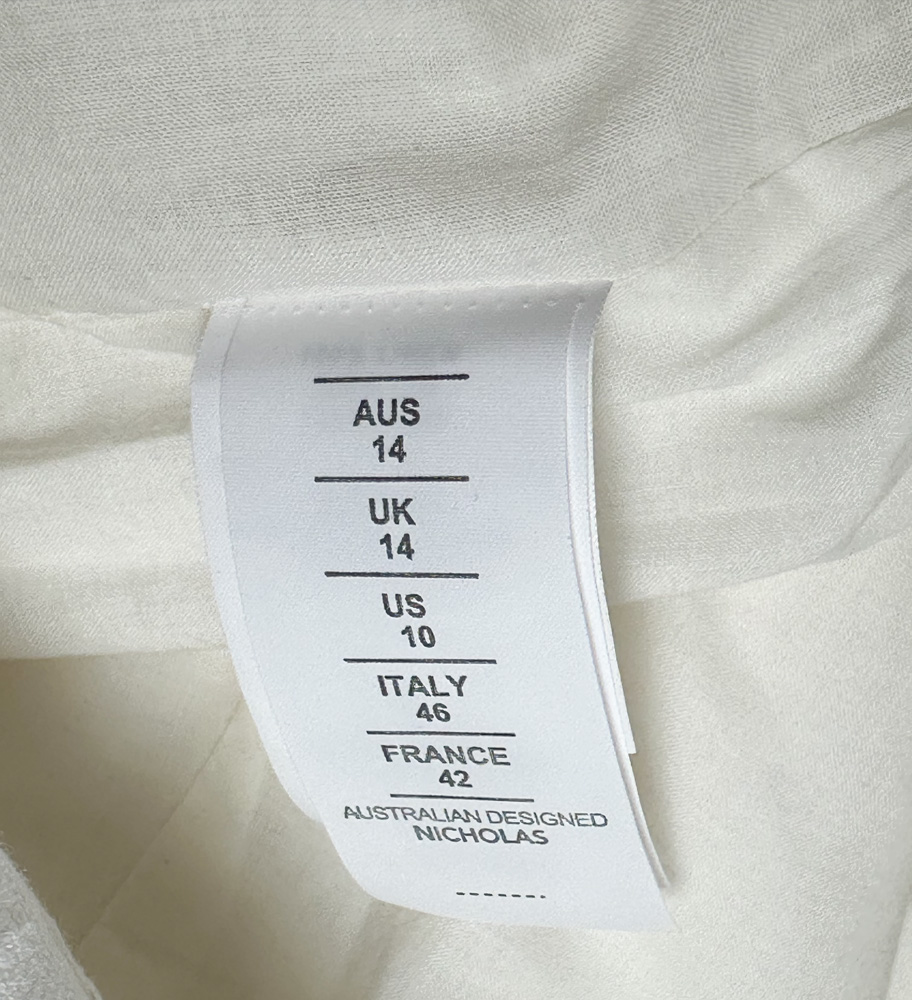 AUS
14
UK
14
US
10
ITALY
46
FRANCE
42
AUSTRALIAN DESIGNED
NICHOLAS